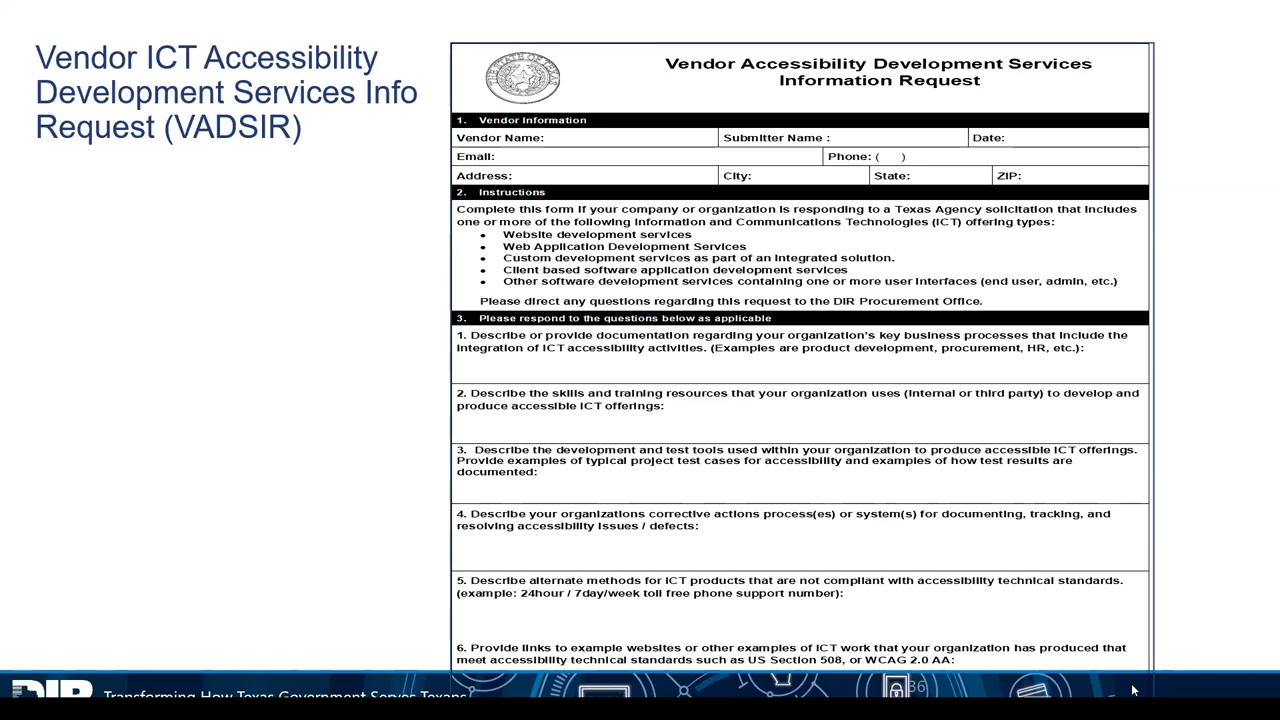 Vendor ICT Accessibility
Development Services Info
Request (VADSIR)
THE STATE OF TEXAS
Vendor Accessibility Development Services
Information Request
1. Vendor Information
Vendor Name: Submitter Name : Date:
Email: Phone: ( )
Address: City: State: ZIP:
2. Instructions
Complete this form if your company or organization is responding to a Texas Agency solicitation that includes
one or more of the following Information and Communications Technologies (ICT) offering types:
• Website development services
• Web Application Development Services
• Custom development services as part of an integrated solution.
• Client based software application development services
• Other software development services containing one or more user interfaces (end user, admin, etc.)
Please direct any questions regarding this request to the DIR Procurement Office.
3. Please respond to the questions below as applicable
1. Describe or provide documentation regarding your organization's key business processes that include the
integration of ICT accessibility activities. (Examples are product development, procurement, HR, etc.):
2. Describe the skills and training resources that your organization uses (internal or third party) to develop and
produce accessible ICT offerings:
3. Describe the development and test tools used within your organization to produce accessible ICT offerings.
Provide examples of typical project test cases for accessibility and examples of how test results are
documented:
4. Describe your organizations corrective actions process(es) or system(s) for documenting, tracking, and
resolving accessibility issues / defects:
5. Describe alternate methods for ICT products that are not compliant with accessibility technical standards.
(example: 24hour / 7day/week toll free phone support number):
6. Provide links to example websites or other examples of ICT work that your organization has produced that
meet accessibility technical standards such as US Section 508, or WCAG 2.0 AA:
DIR Transforming How Texas Government Serves Texans
36